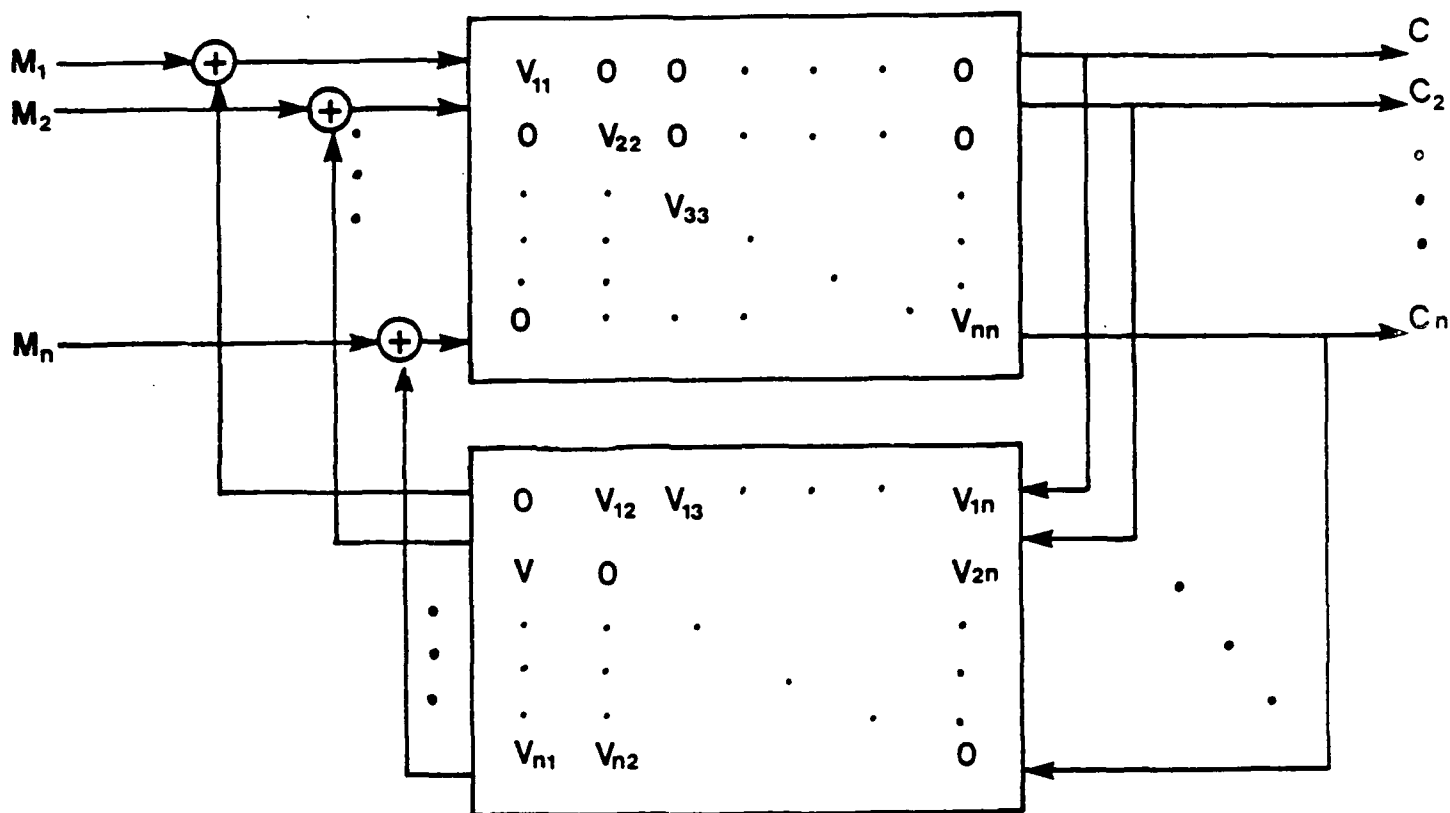 M₁ + V₁₁ 0 0 · · · 0 C
M₂ + 0 V₂₂ 0 · · · 0 C₂
· · V₃₃ ·
· · · ·
· · · ·
Mₙ + 0 · · · · Vₙₙ Cₙ
0 V₁₂ V₁₃ · · · V₁ₙ
V 0 V₂ₙ
· · · ·
· · · ·
· · · ·
Vₙ₁ Vₙ₂ 0